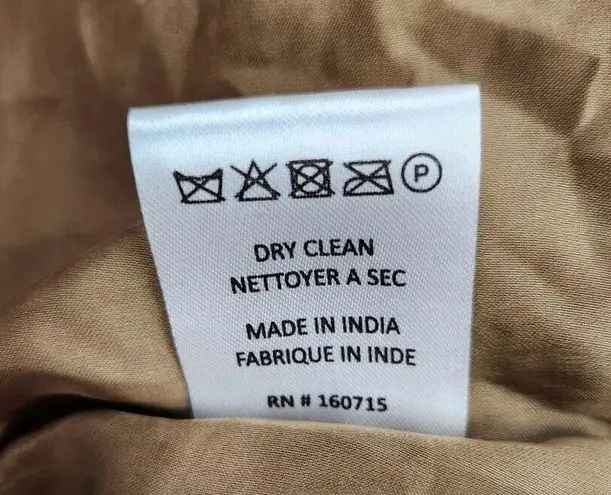 P
DRY CLEAN
NETTOYER A SEC
MADE IN INDIA
FABRIQUE IN INDE
RN # 160715